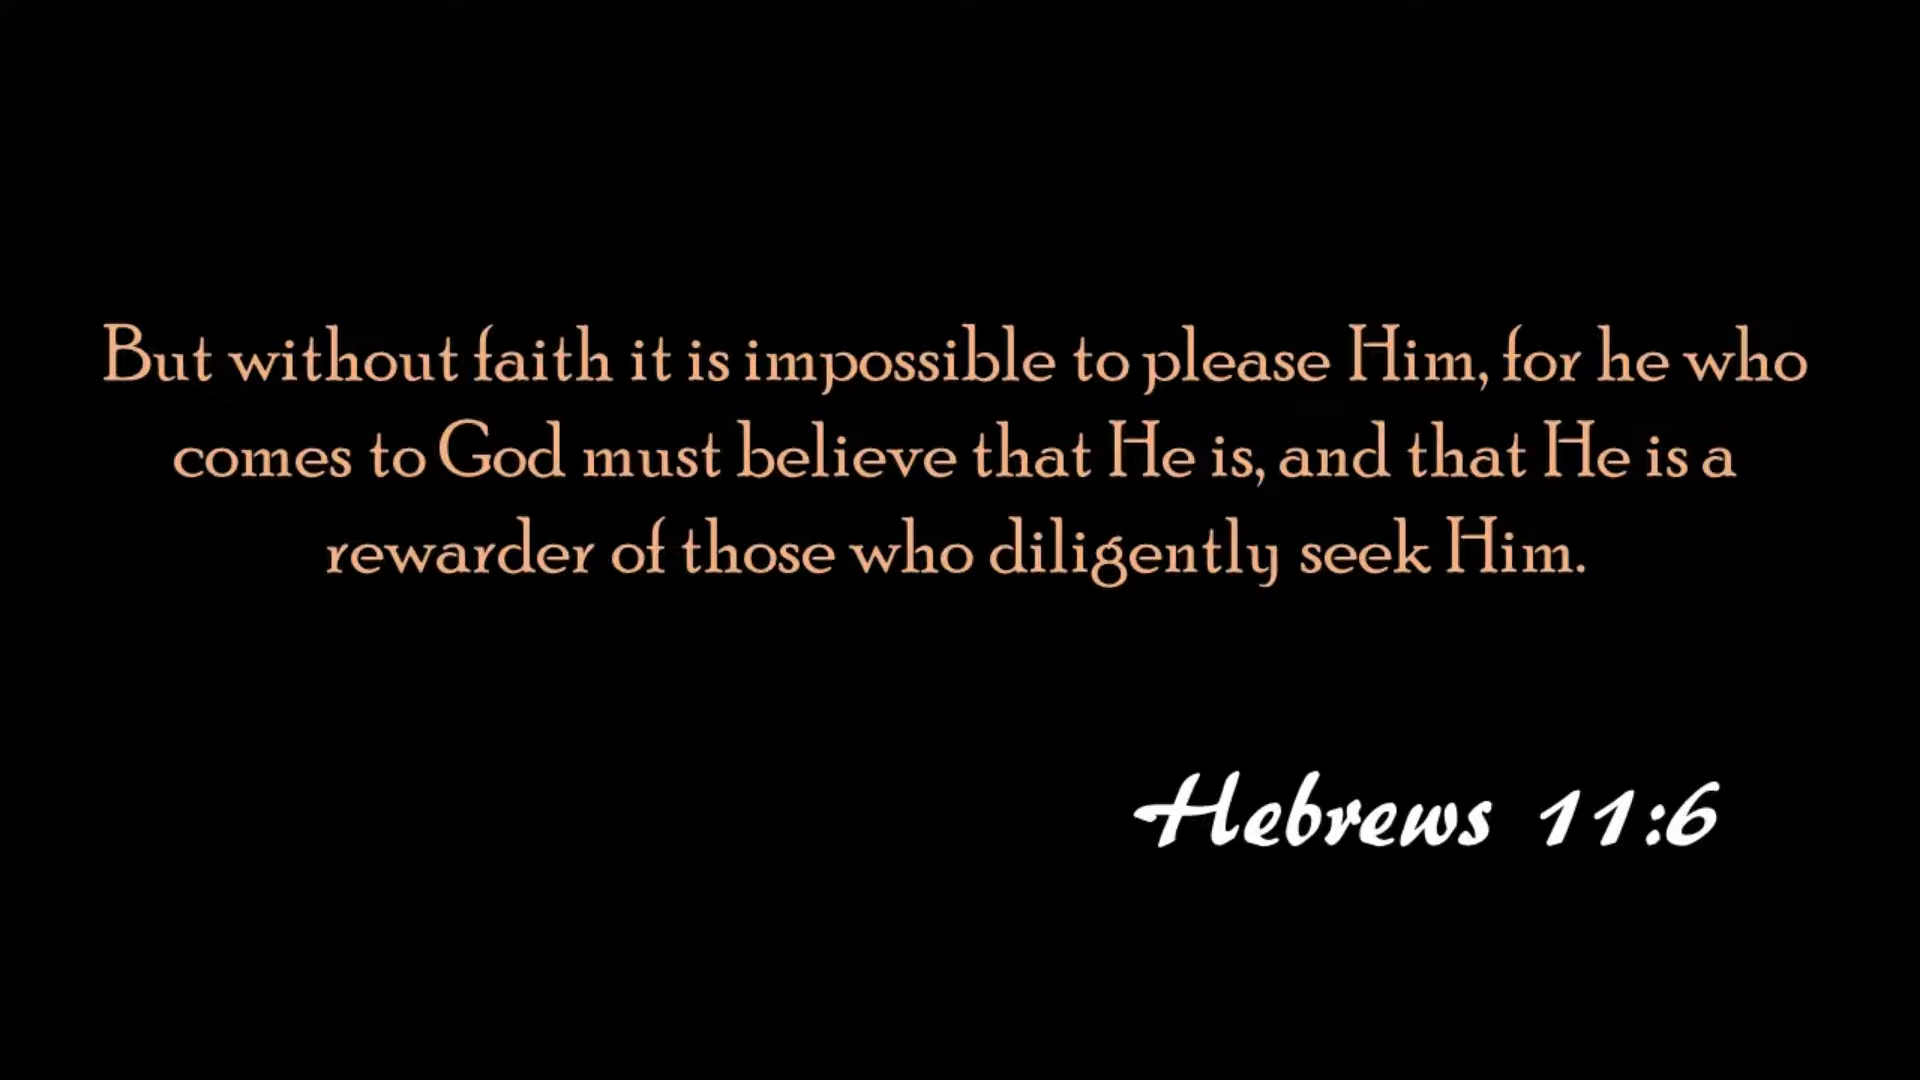 But without faith it is impossible to please Him, for he who
comes to God must believe that He is, and that He is a
rewarder of those who diligently seek Him.
Hebrews 11:6